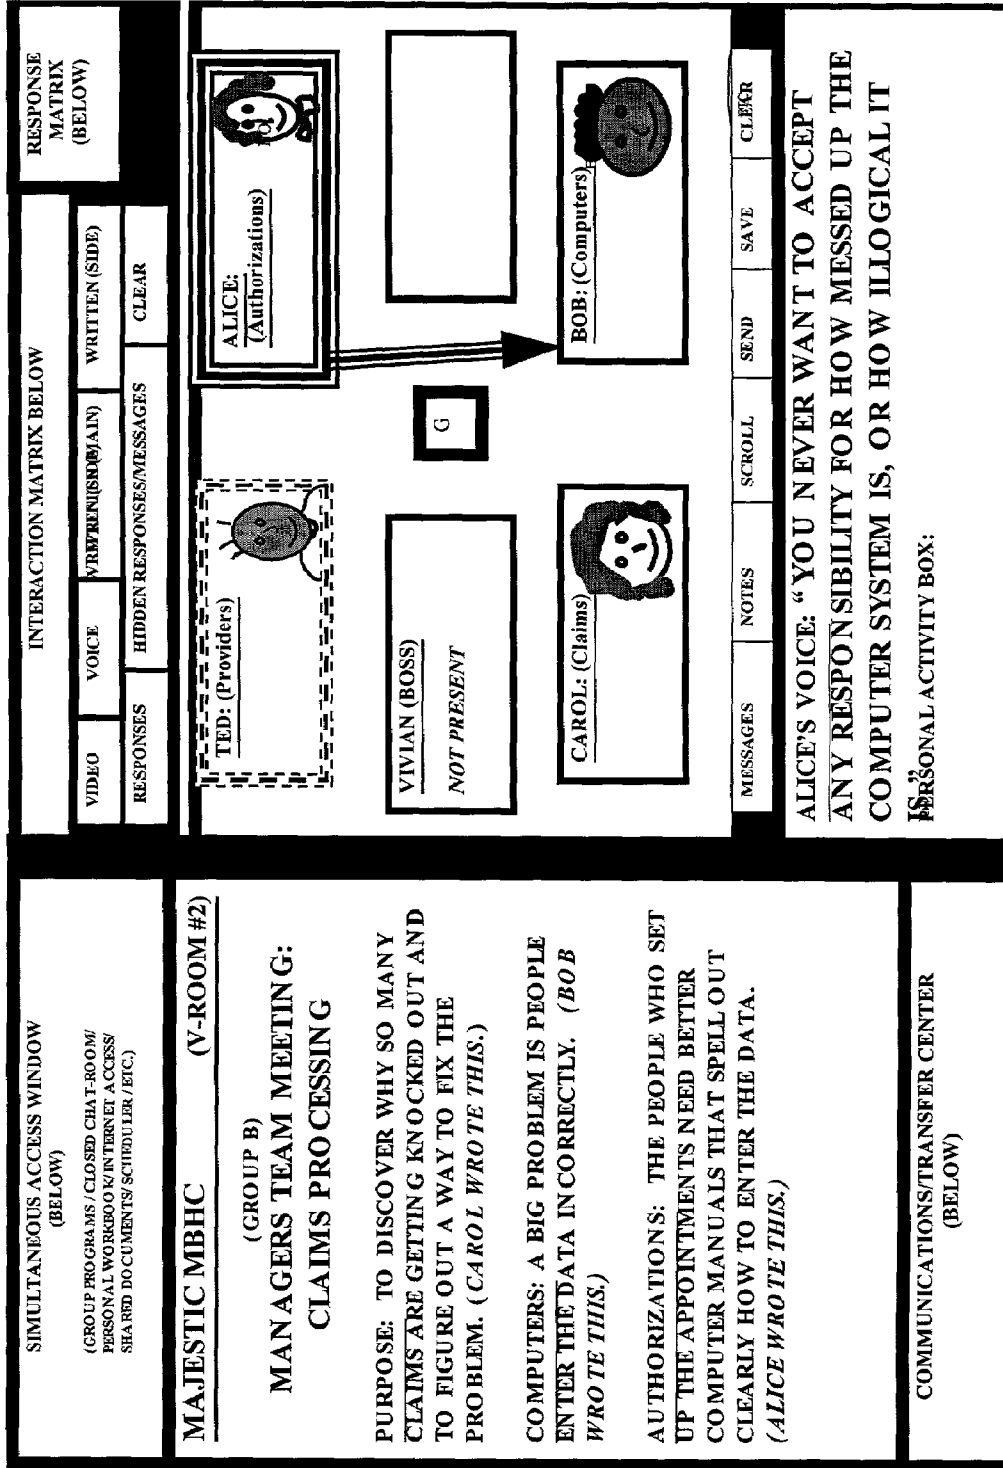 SIMULTANEOUS ACCESS WINDOW
(BELOW)
(GROUP PROGRAMS / CLOSED CHAT-ROOM/
PERSONAL WORKBOOK/INTERNET ACCESS/
SHARED DOCUMENTS/ SCHEDULER / ETC.)
MAJESTIC MBHC (V-ROOM #2)
(GROUP B)
MANAGERS TEAM MEETING:
CLAIMS PROCESSING
PURPOSE: TO DISCOVER WHY SO MANY
CLAIMS ARE GETTING KNOCKED OUT AND
TO FIGURE OUT A WAY TO FIX THE
PROBLEM. (CAROL WROTE THIS.)
COMPUTERS: A BIG PROBLEM IS PEOPLE
ENTER THE DATA INCORRECTLY. (BOB
WROTE THIS.)
AUTHORIZATIONS: THE PEOPLE WHO SET
UP THE APPOINTMENTS NEED BETTER
COMPUTER MANUALS THAT SPELL OUT
CLEARLY HOW TO ENTER THE DATA.
(ALICE WROTE THIS.)
COMMUNICATIONS/TRANSFER CENTER
(BELOW)
INTERACTION MATRIX BELOW
RESPONSE
MATRIX
(BELOW)
VIDEO VOICE (MAIN) WRITTEN (SIDE)
RESPONSES HIDDEN RESPONSES/MESSAGES CLEAR
TED: (Providers)
ALICE:
(Authorizations)
VIVIAN (BOSS)
NOT PRESENT
G
CAROL: (Claims)
BOB: (Computers)
MESSAGES NOTES SCROLL SEND SAVE CLEAR
ALICE'S VOICE: "YOU NEVER WANT TO ACCEPT
ANY RESPONSIBILITY FOR HOW MESSED UP THE
COMPUTER SYSTEM IS, OR HOW ILLOGICAL IT
IS."
PERSONAL ACTIVITY BOX: